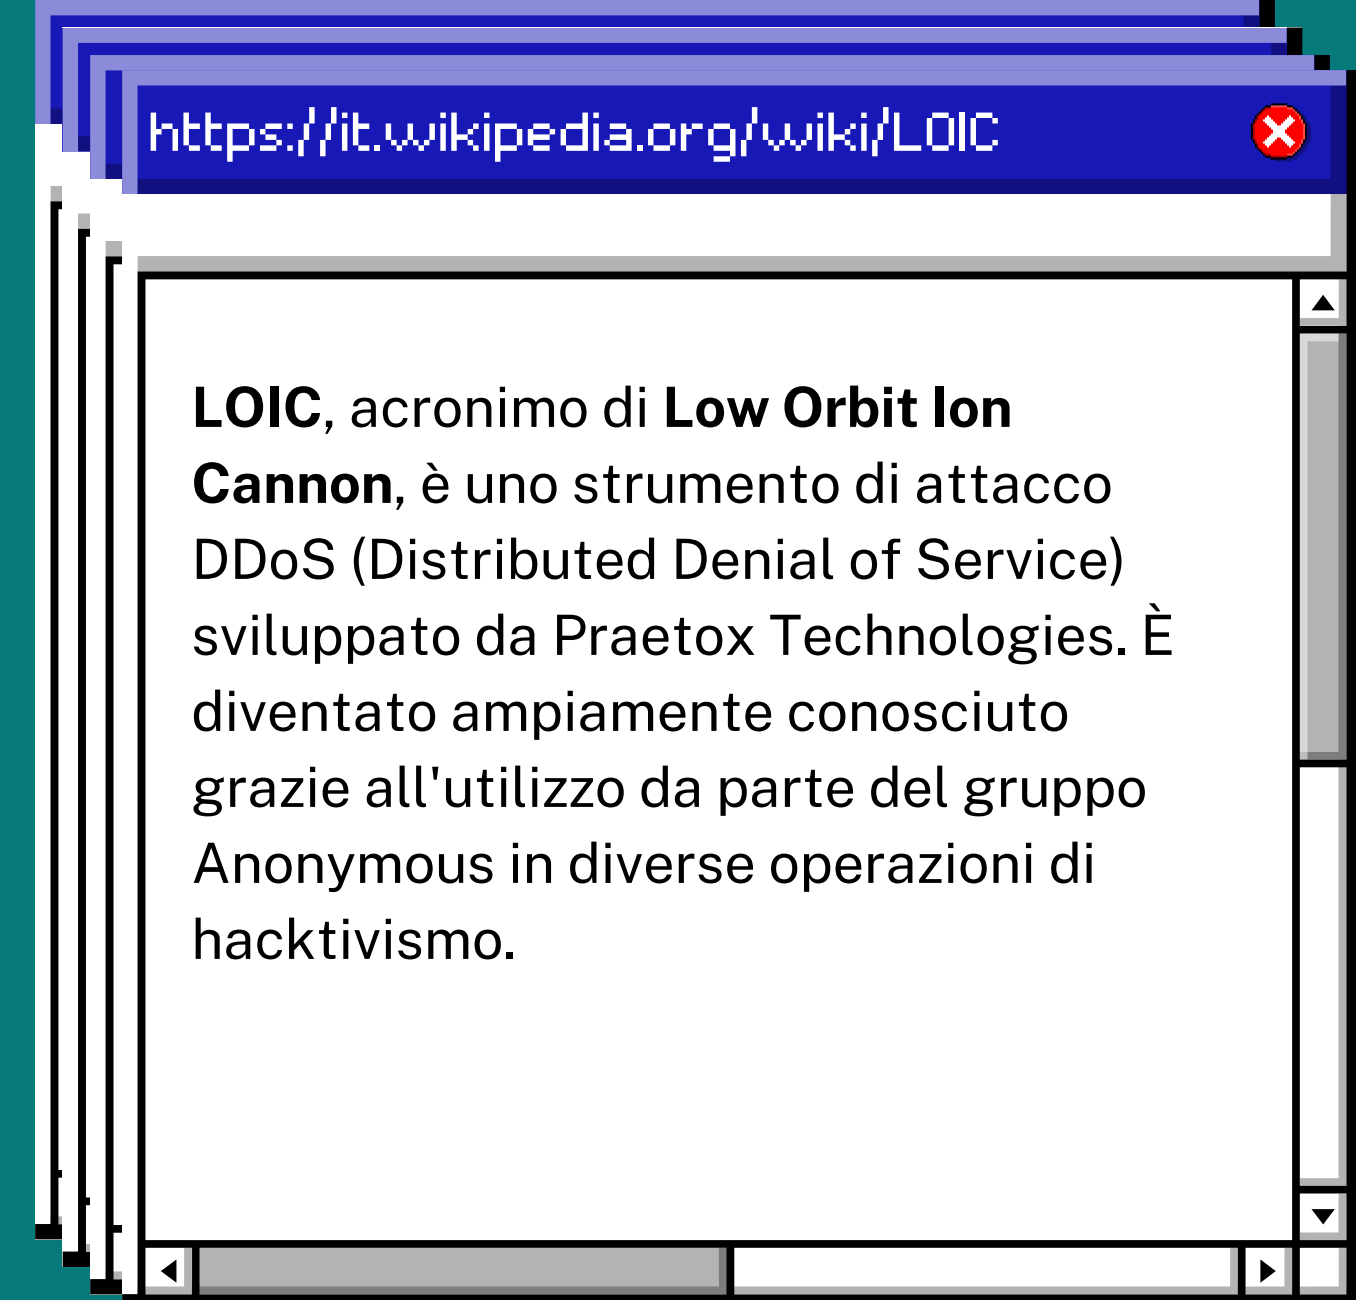 https://it.wikipedia.org/wiki/LOIC
LOIC, acronimo di Low Orbit Ion
Cannon, è uno strumento di attacco
DDoS (Distributed Denial of Service)
sviluppato da Praetox Technologies. È
diventato ampiamente conosciuto
grazie all'utilizzo da parte del gruppo
Anonymous in diverse operazioni di
hacktivismo.